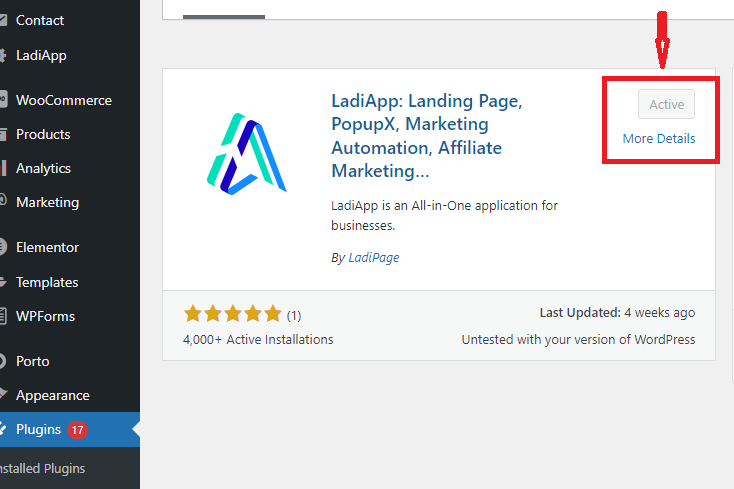 Contact
LadiApp
WooCommerce
Products
Analytics
Marketing
Elementor
Templates
WPForms
Porto
Appearance
Plugins 17
nstalled Plugins
LadiApp: Landing Page,
PopupX, Marketing
Automation, Affiliate
Marketing...
LadiApp is an All-in-One application for
businesses.
By LadiPage
Active
More Details
(1)
4,000+ Active Installations
Last Updated: 4 weeks ago
Untested with your version of WordPress